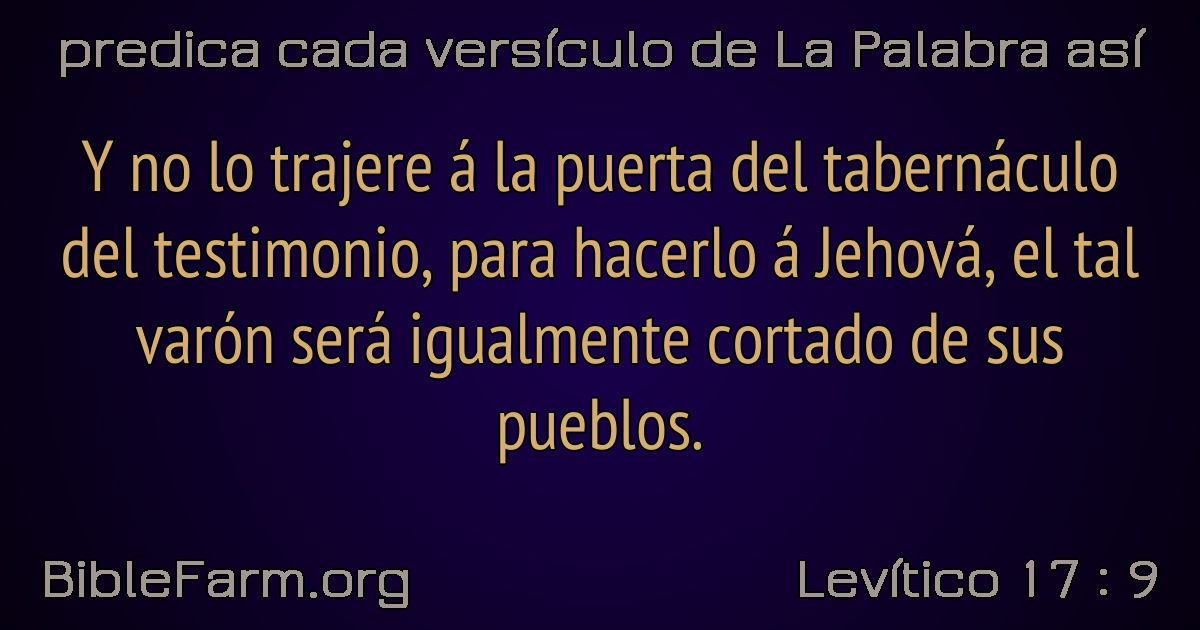 predica cada versículo de La Palabra así
Y no lo trajere á la puerta del tabernáculo
del testimonio, para hacerlo á Jehová, el tal
varón será igualmente cortado de sus
pueblos.
BibleFarm.org
Levítico 17 : 9